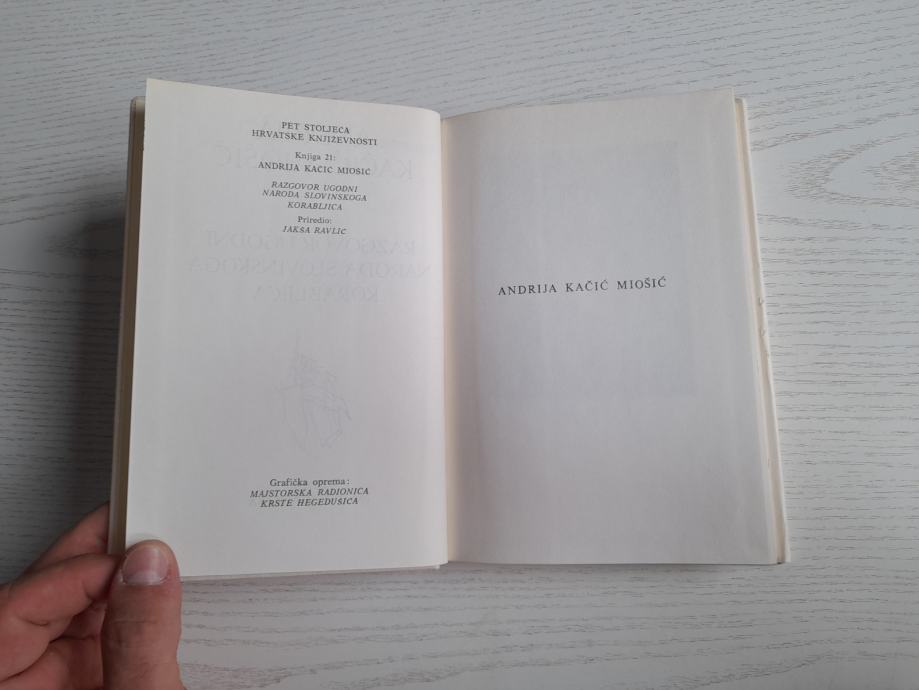 PET STOLJEĆA
HRVATSKE KNJIŽEVNOSTI
Knjiga 21:
ANDRIJA KAČIĆ MIOŠIĆ
RAZGOVOR UGODNI
NARODA SLOVINSKOGA
KORABLJICA
Priredio:
JAKŠA RAVLIĆ
Grafička oprema:
MAJSTORSKA RADIONICA
KRSTE HEGEDUŠIĆA
ANDRIJA KAČIĆ MIOŠIĆ